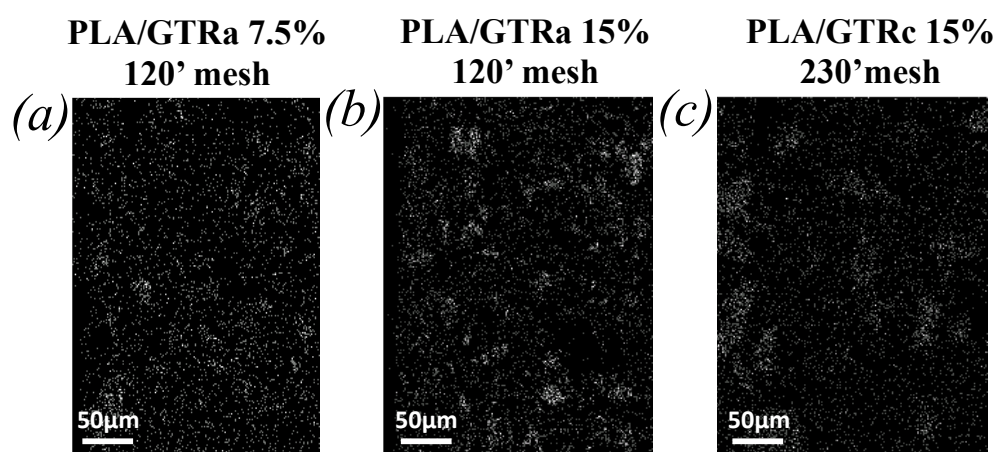 PLA/GTRa 7.5%
120’ mesh
(a)
50µm
PLA/GTRa 15%
120’ mesh
(b)
50µm
PLA/GTRc 15%
230’mesh
(c)
50µm